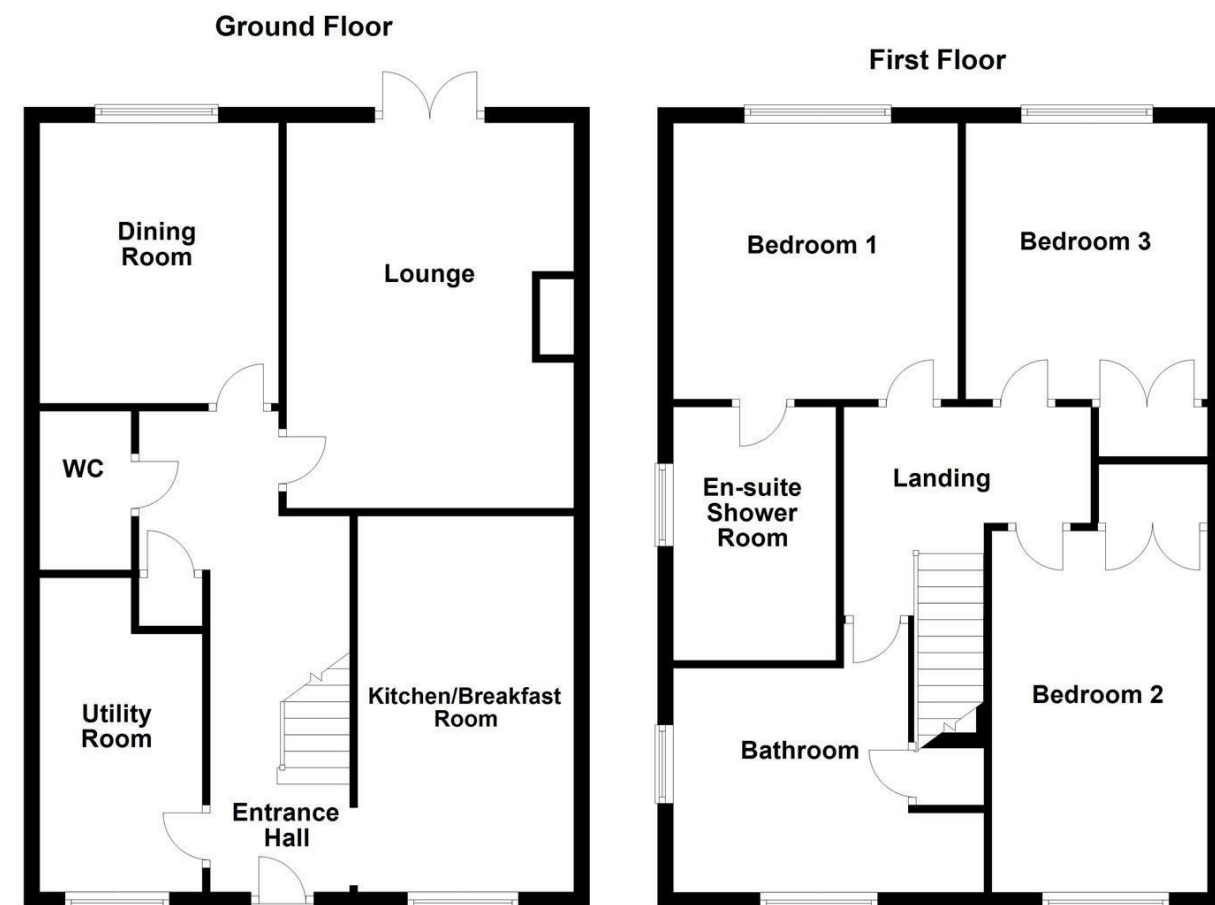 Ground Floor
Dining
Room
Lounge
WC
Utility
Room
Kitchen/Breakfast
Room
Entrance
Hall
First Floor
Bedroom 1
Bedroom 3
En-suite
Shower
Room
Landing
Bedroom 2
Bathroom